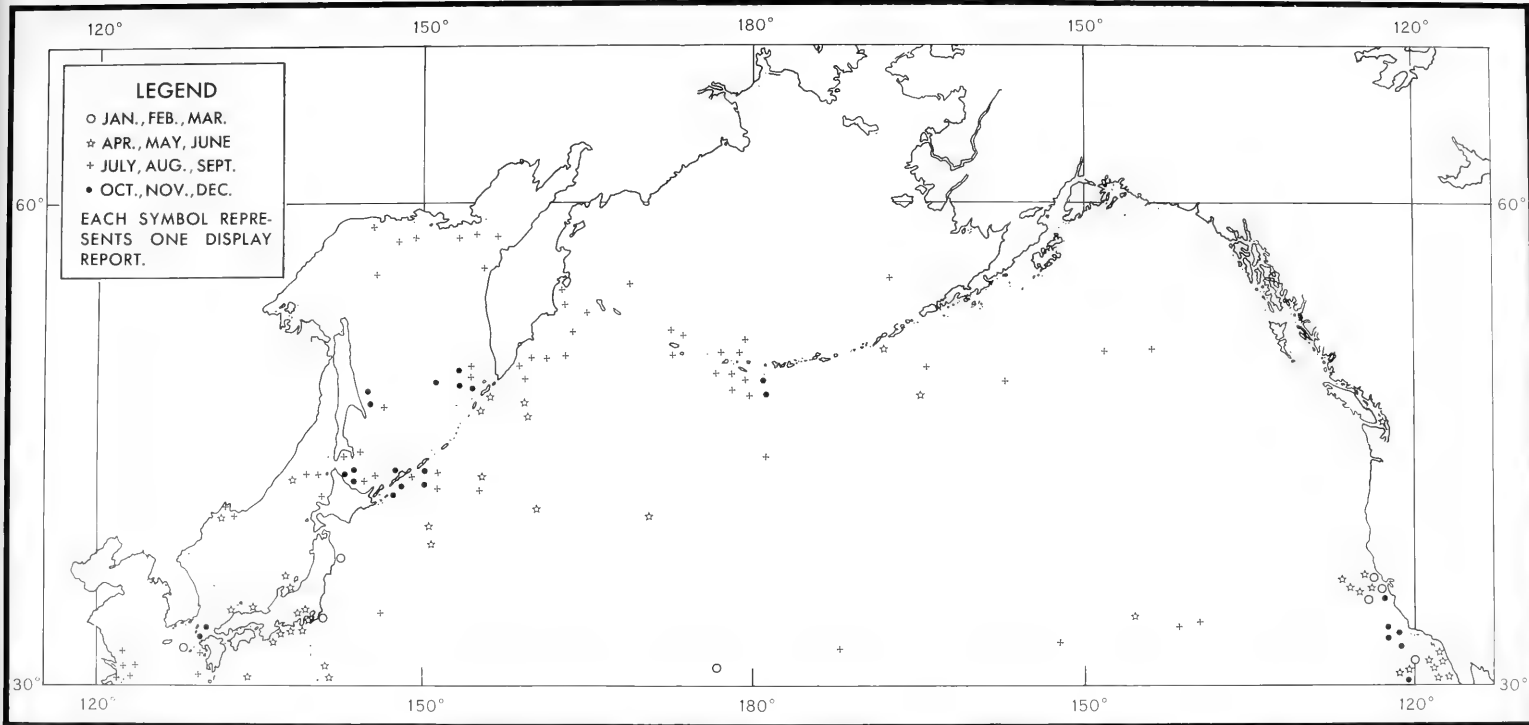 120° 150° 180° 150° 120°
LEGEND
○ JAN., FEB., MAR.
☆ APR., MAY, JUNE
+ JULY, AUG., SEPT.
● OCT., NOV., DEC.
EACH SYMBOL REPRE-
SENTS ONE DISPLAY
REPORT.
60° 60°
30° 30°
120° 150° 180° 150° 120°